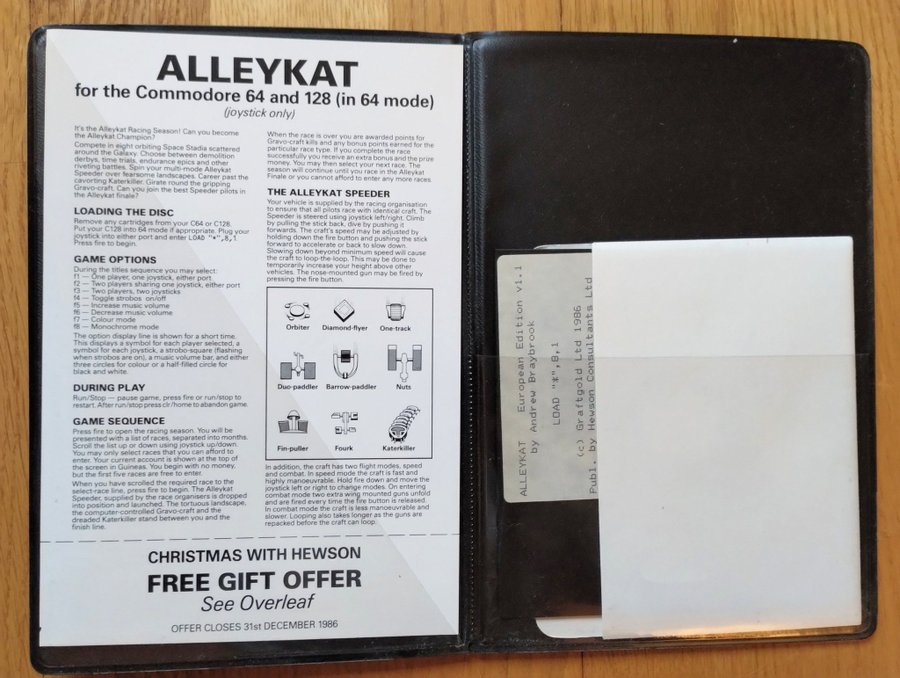 ALLEYKAT
for the Commodore 64 and 128 (in 64 mode)
(joystick only)
It's the Alleykat Racing Season! Can you become
the Alleykat Champion?
Compete in eight orbiting Space Stadia scattered
around the Galaxy. Choose between demolition
derbys, time trials, endurance epics and other
riveting battles. Spin your multi-mode Alleykat
Speeder over fearsome landscapes. Career past the
cavorting Katerkiller. Girate round the gripping
Gravo-craft. Can you join the best Speeder pilots in
the Alleykat finale?
LOADING THE DISC
Remove any cartridges from your C64 or C128.
Put your C128 into 64 mode if appropriate. Plug your
joystick into either port and enter LOAD "*",8,1
Press fire to begin.
GAME OPTIONS
During the titles sequence you may select:
f1 — One player, one joystick, either port
f2 — Two players sharing one joystick, either port
f3 — Two players, two joysticks
f4 — Toggle strobos on/off
f5 — Increase music volume
f6 — Decrease music volume
f7 — Colour mode
f8 — Monochrome mode
The option display line is shown for a short time.
This displays a symbol for each player selected, a
symbol for each joystick, a strobo-square (flashing
when strobos are on), a music volume bar, and either
three circles for colour or a half-filled circle for
black and white.
DURING PLAY
Run/Stop — pause game, press fire or run/stop to
restart. After run/stop press clr/home to abandon game.
GAME SEQUENCE
Press fire to open the racing season. You will be
presented with a list of races, separated into months.
Scroll the list up or down using joystick up/down.
You may only select races that you can afford to
enter. Your current account is shown at the top of
the screen in Guineas. You begin with no money,
but the first five races are free to enter.
When you have scrolled the required race to the
select race line, press fire to begin. The Alleykat
Speeder, supplied by the race organisers is dropped
into position and launched. The tortuous landscape,
the computer-controlled Gravo-craft and the
dreaded Katerkiller stand between you and the
finish line.
When the race is over you are awarded points for
Gravo-craft kills and any bonus points earned for the
particular race type. If you complete the race
successfully you receive an extra bonus and the prize
money. You may then select your next race. The
season will continue until you race in the Alleykat
Finale or you cannot afford to enter any more races.
THE ALLEYKAT SPEEDER
Your vehicle is supplied by the racing organisation
to ensure that all pilots race with identical craft. The
Speeder is steered using joystick left/right. Climb
by pulling the stick back, dive by pushing it
forwards. The craft's speed may be adjusted by
holding down the fire button and pushing the stick
forward to accelerate or back to slow down.
Slowing down beyond minimum speed will cause
the craft to loop-the-loop. This may be done to
temporarily increase your height above other
vehicles. The nose-mounted gun may be fired by
pressing the fire button.
Orbiter Diamond-flyer One-track
Duo-paddler Barrow-paddler Nuts
Fin-puller Fourk Katerkiller
In addition, the craft has two flight modes, speed
and combat. In speed mode the craft is fast and
highly manoeuvrable. Hold fire down and move the
joystick left or right to change modes. On entering
combat mode two extra wing mounted guns unfold
and are fired every time the fire button is released.
In combat mode the craft is less manoeuvrable and
slower. Looping also takes longer as the guns are
repacked before the craft can loop.
CHRISTMAS WITH HEWSON
FREE GIFT OFFER
See Overleaf
OFFER CLOSES 31st DECEMBER 1986
ALLEYKAT European Edition v1.1
by Andrew Braybrook
LOAD "*",8,1
(c) Graftgold Ltd 1986
Publ. by Hewson Consultants Ltd